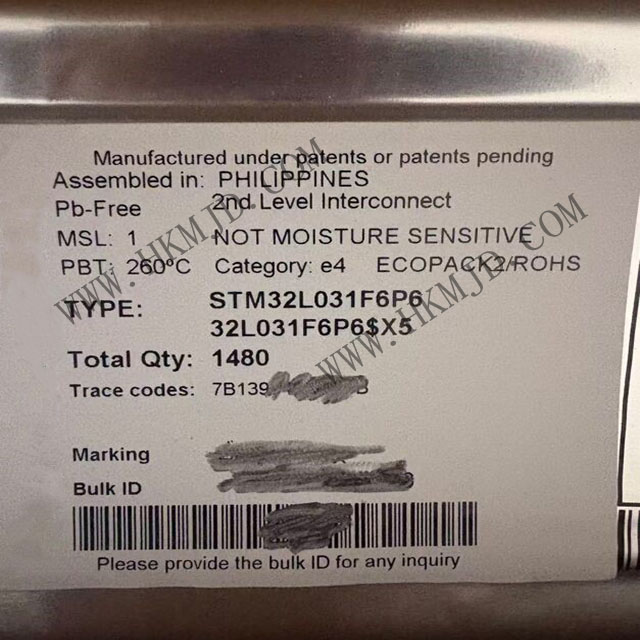 Manufactured under patents or patents pending
Assembled in: PHILIPPINES
Pb-Free 2nd Level Interconnect
MSL: 1 NOT MOISTURE SENSITIVE
PBT: 260ºC Category: e4 ECOPACK2/ROHS
TYPE: STM32L031F6P6
32L031F6P6$X5
Total Qty: 1480
Trace codes: 7B139
Marking
Bulk ID
Please provide the bulk ID for any inquiry
WWW.HKMJD.COM
WWW.HKMJD.COM